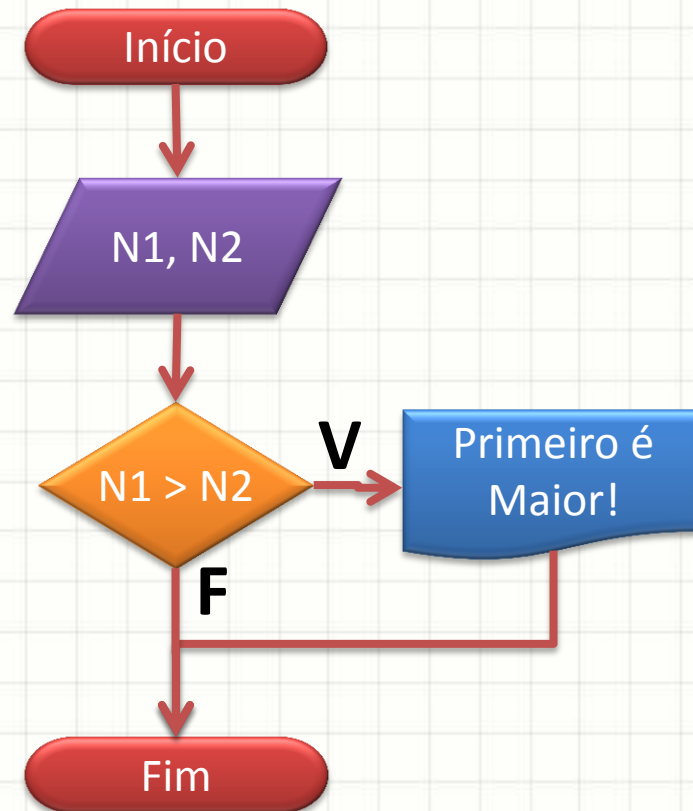 Início
N1, N2
N1 > N2
V
Primeiro é
Maior!
F
Fim